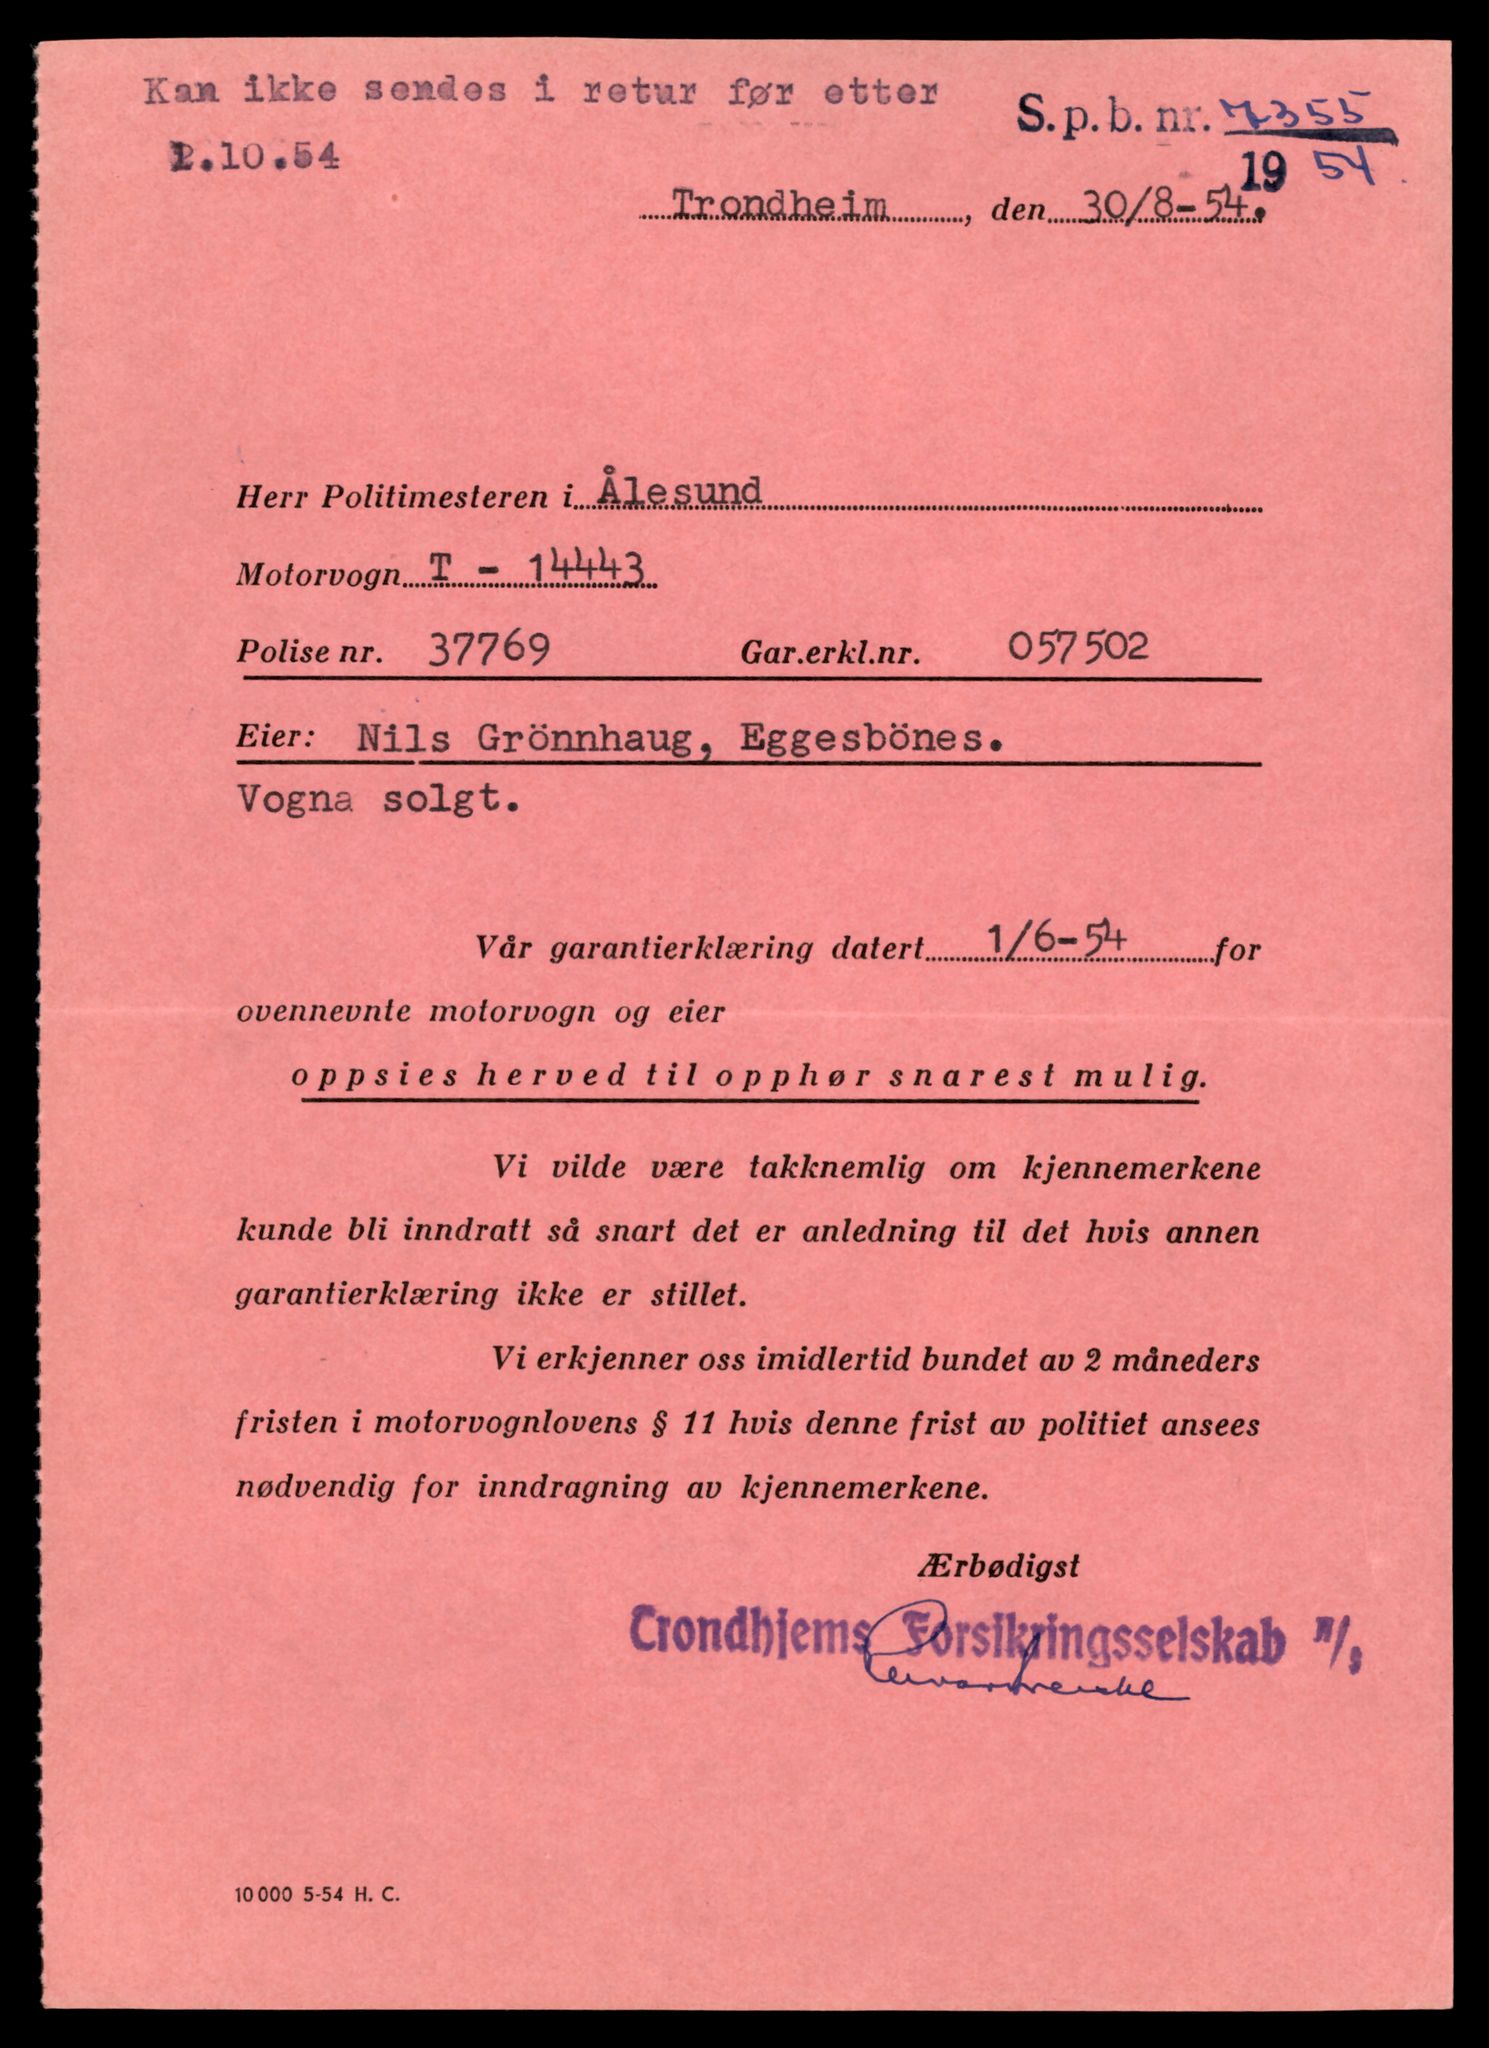 Kan ikke sendes i retur før etter
.10.54
S.p.b. nr. 7355
19 54
Trondheim, den 30/8-54.
Herr Politimesteren i Ålesund
Motorvogn T - 14443
Polise nr. 37769 Gar.erkl.nr. 057502
Eier: Nils Grönnhaug, Eggesbönes.
Vogna solgt.
Vår garantierklæring datert 1/6-54 for
ovennevnte motorvogn og eier
oppsies herved til opphør snarest mulig.
Vi vilde være takknemlig om kjennemerkene
kunde bli inndratt så snart det er anledning til det hvis annen
garantierklæring ikke er stillet.
Vi erkjenner oss imidlertid bundet av 2 måneders
fristen i motorvognlovens § 11 hvis denne frist av politiet ansees
nødvendig for inndragning av kjennemerkene.
Ærbødigst
Trondhjems Forsikringsselskab A/S
10000 5-54 H. C.